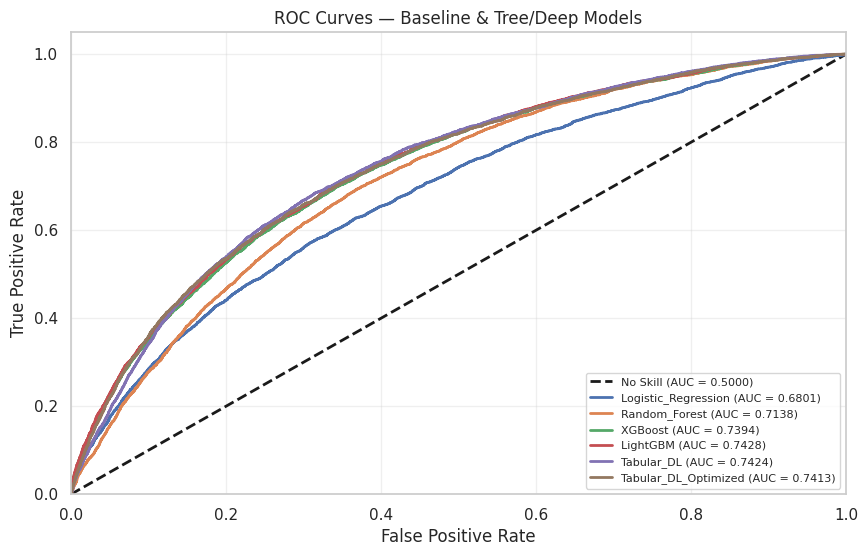 ROC Curves — Baseline & Tree/Deep Models
True Positive Rate
1.0
0.8
0.6
0.4
0.2
0.0
0.0 0.2 0.4 0.6 0.8 1.0
False Positive Rate
No Skill (AUC = 0.5000)
Logistic_Regression (AUC = 0.6801)
Random_Forest (AUC = 0.7138)
XGBoost (AUC = 0.7394)
LightGBM (AUC = 0.7428)
Tabular_DL (AUC = 0.7424)
Tabular_DL_Optimized (AUC = 0.7413)